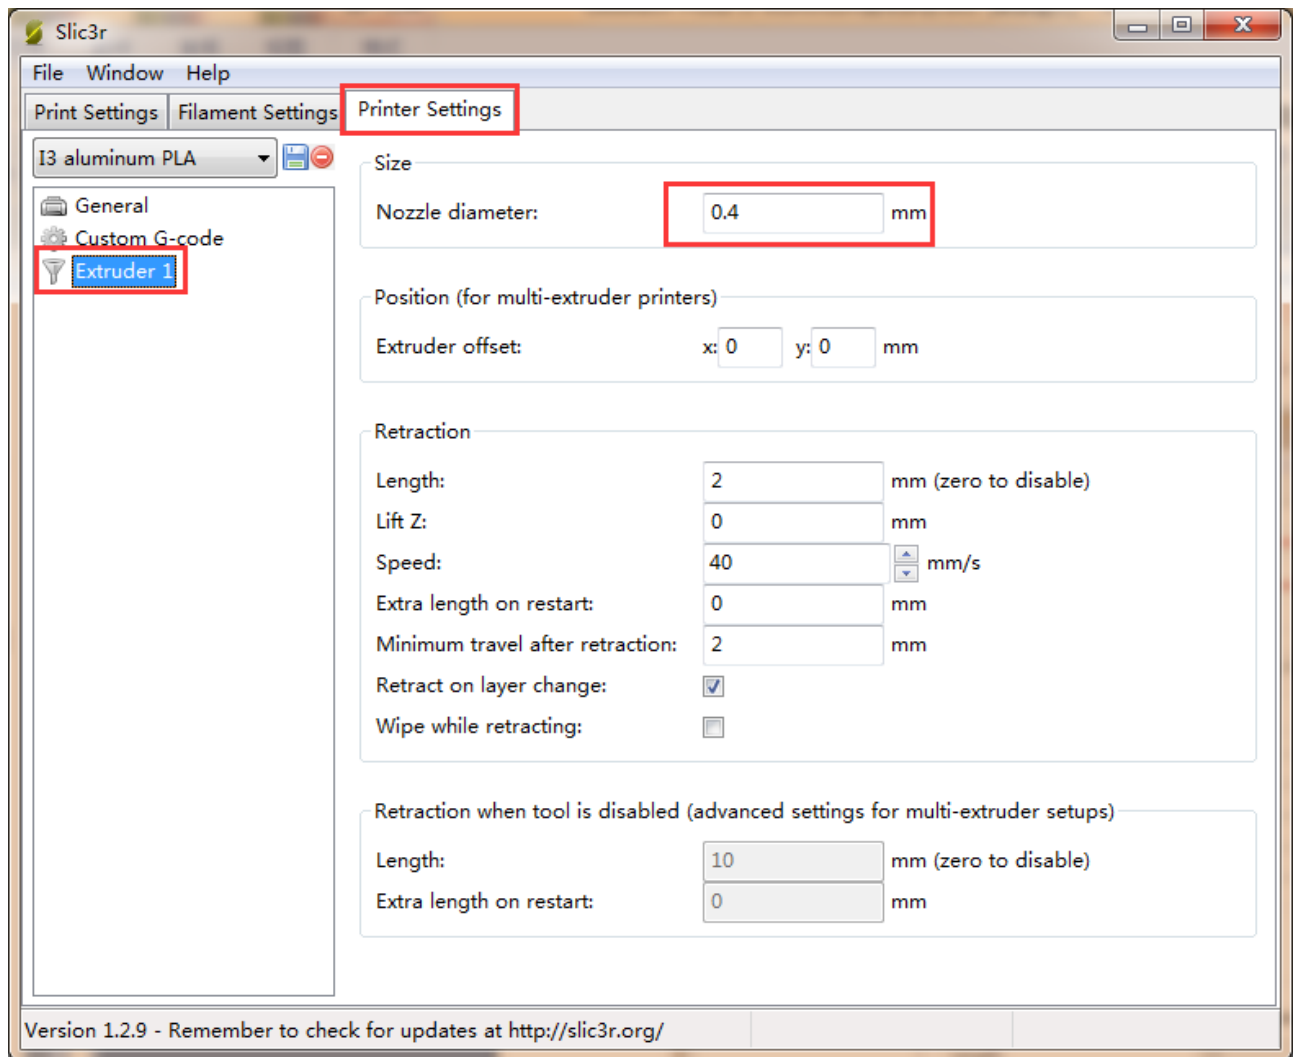 Slic3r
File Window Help
Print Settings Filament Settings Printer Settings
I3 aluminum PLA
General
Custom G-code
Extruder 1
Size
Nozzle diameter: 0.4 mm
Position (for multi-extruder printers)
Extruder offset: x: 0 y: 0 mm
Retraction
Length: 2 mm (zero to disable)
Lift Z: 0 mm
Speed: 40 mm/s
Extra length on restart: 0 mm
Minimum travel after retraction: 2 mm
Retract on layer change:
Wipe while retracting:
Retraction when tool is disabled (advanced settings for multi-extruder setups)
Length: 10 mm (zero to disable)
Extra length on restart: 0 mm
Version 1.2.9 - Remember to check for updates at http://slic3r.org/